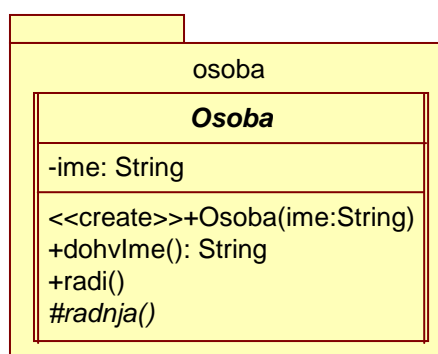 osoba
Osoba
-ime: String
<<create>>+Osoba(ime:String)
+dohvIme(): String
+radi()
#radnja()